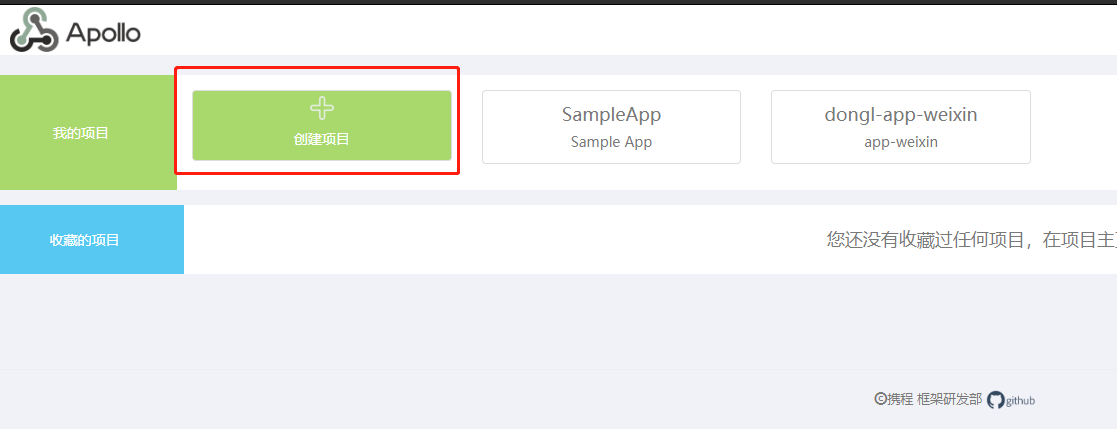 Apollo
我的项目
创建项目
SampleApp
Sample App
dongl-app-weixin
app-weixin
收藏的项目
您还没有收藏过任何项目，在项目主
©携程 框架研发部 github